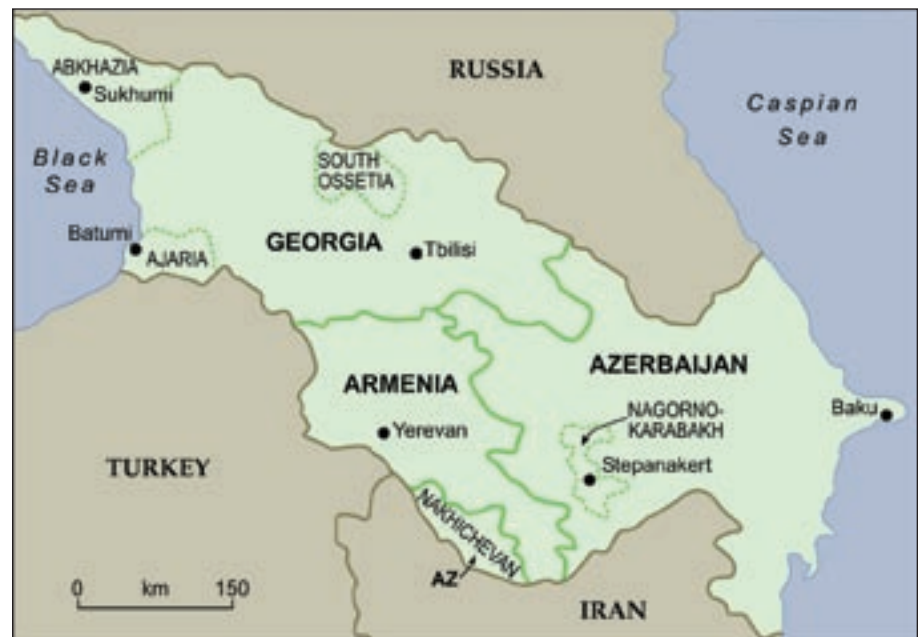 ABKHAZIA
Sukhumi
RUSSIA
Caspian
Sea
Black
Sea
SOUTH
OSSETIA
Batumi
AJARIA
GEORGIA
Tbilisi
ARMENIA
AZERBAIJAN
NAGORNO-
KARABAKH
Baku
Yerevan
Stepanakert
TURKEY
NAKHICHEVAN
AZ
0 km 150
IRAN